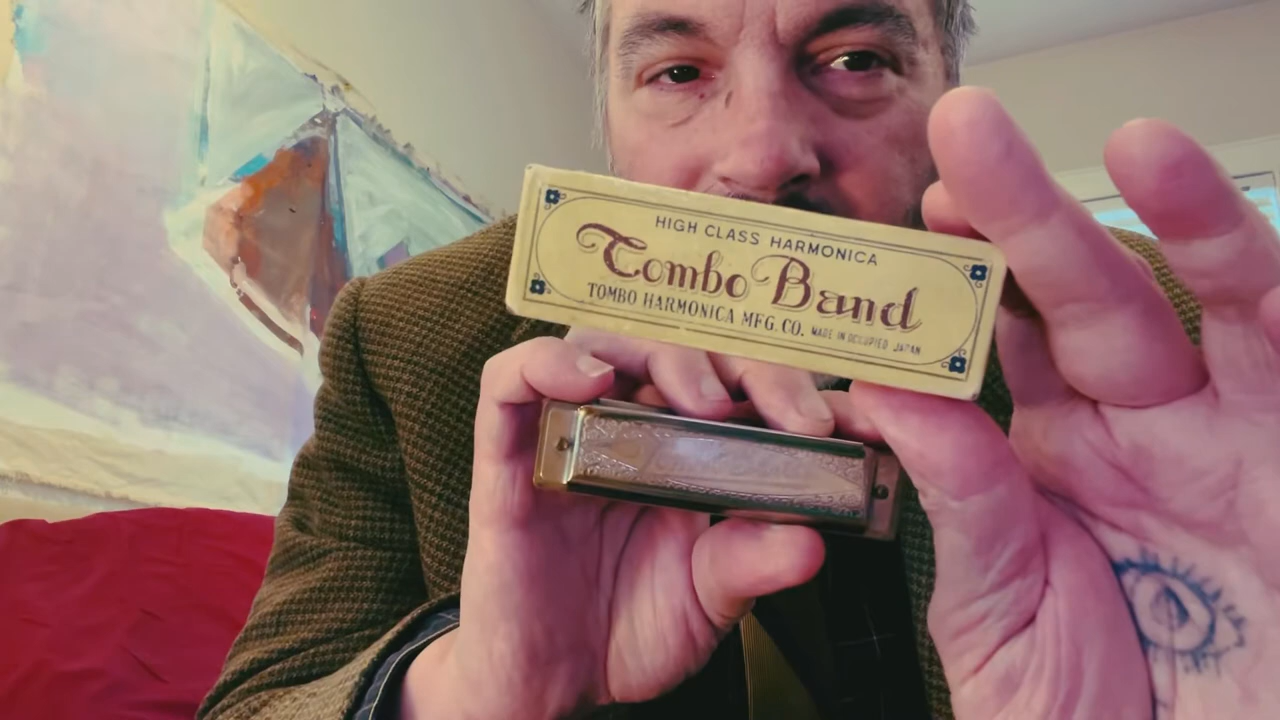 HIGH CLASS HARMONICA
Tombo Band
TOMBO HARMONICA MFG. CO. MADE IN OCCUPIED JAPAN